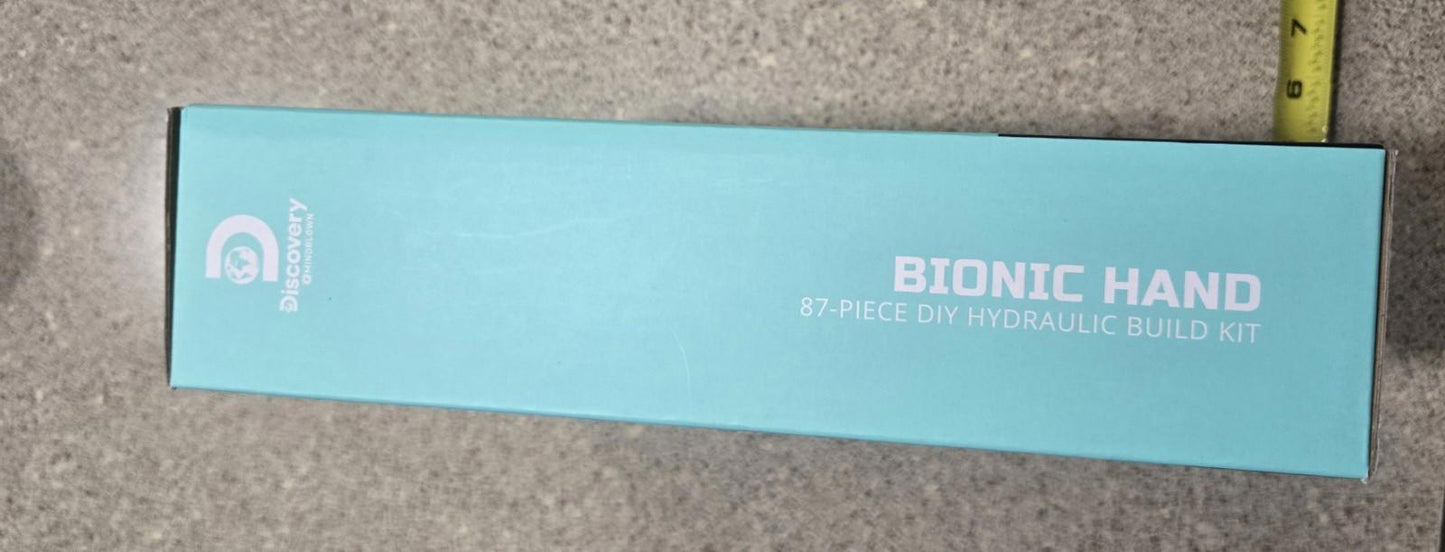 Discovery
#MINDBLOWN
BIONIC HAND
87-PIECE DIY HYDRAULIC BUILD KIT
7
6